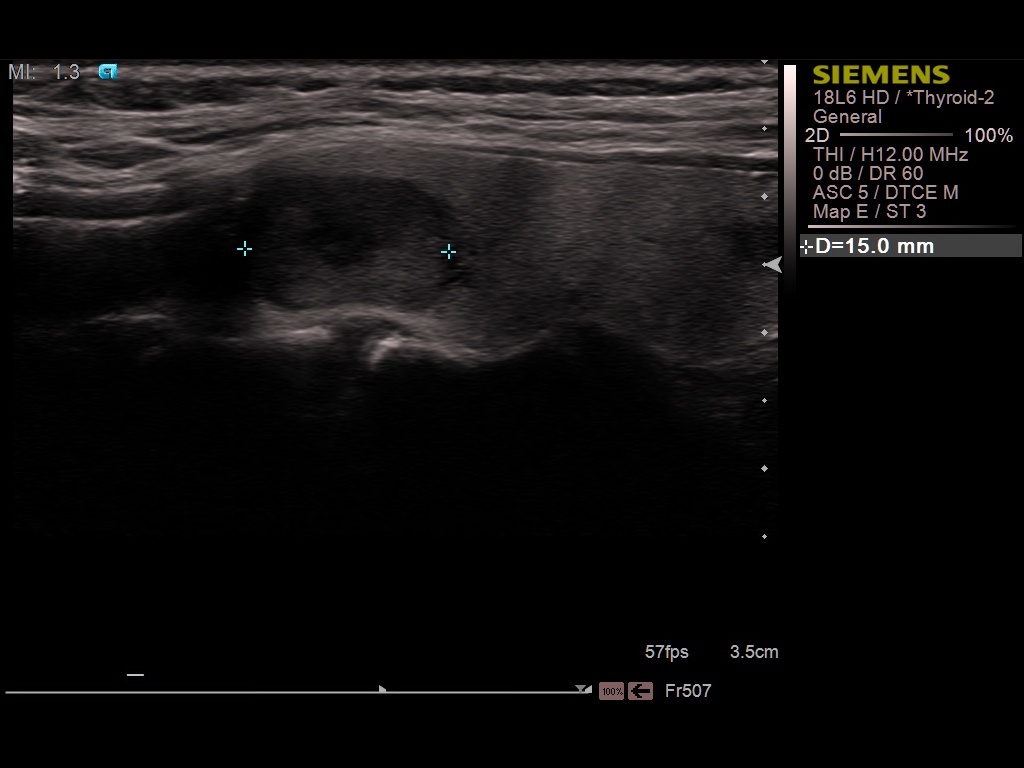 MI: 1.3
SIEMENS
18L6 HD / *Thyroid-2
General
2D 100%
THI / H12.00 MHz
0 dB / DR 60
ASC 5 / DTCE M
Map E / ST 3
D=15.0 mm
57fps 3.5cm
100% Fr507